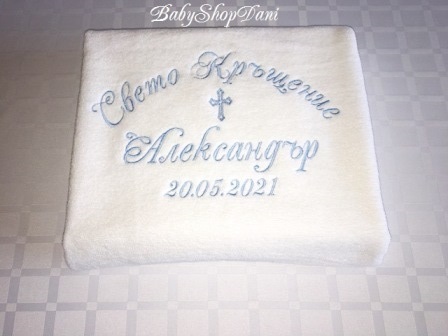 BabyShopDani
Свето Кръщение
Александър
20.05.2021